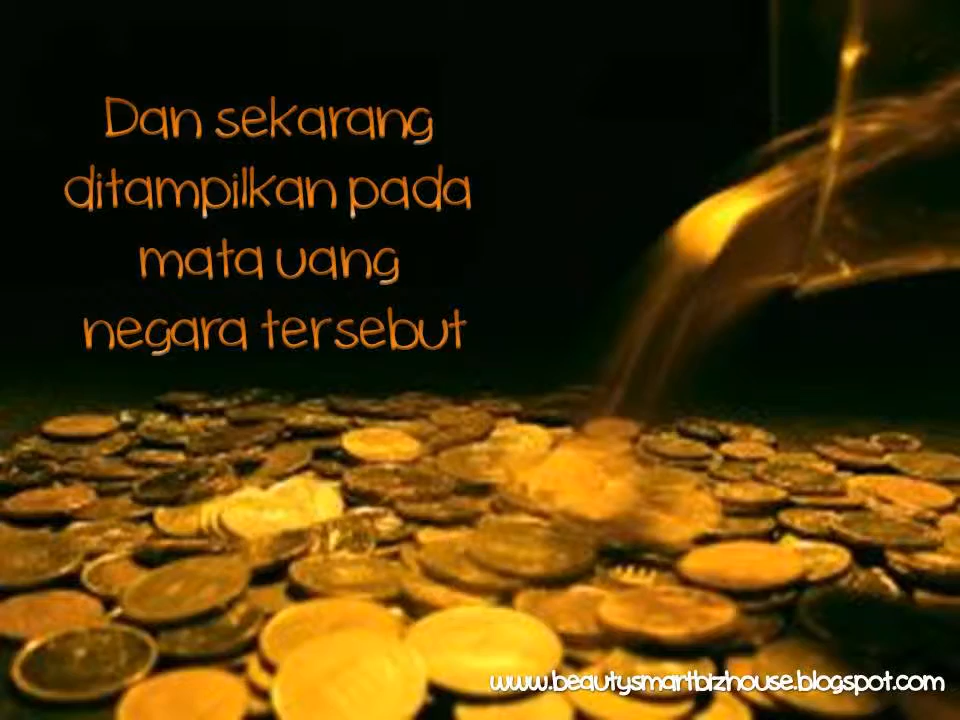 Dan sekarang
ditampilkan pada
mata uang
negara tersebut
www.beautysmartbizhouse.blogspot.com